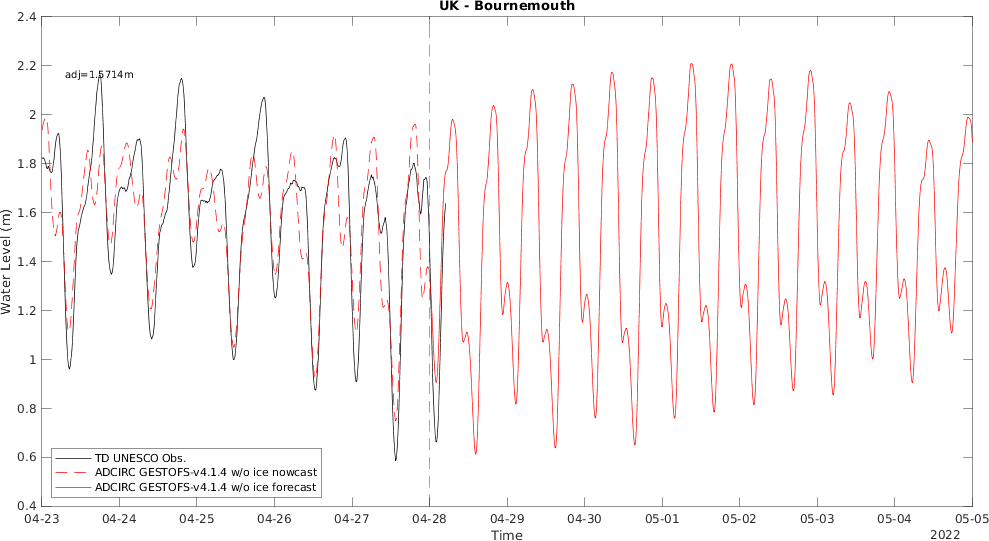 UK - Bournemouth
2.4
2.2
2
1.8
1.6
1.4
1.2
1
0.8
0.6
0.4
Water Level (m)
adj=1.5714m
TD UNESCO Obs.
ADCIRC GESTOFS-v4.1.4 w/o ice nowcast
ADCIRC GESTOFS-v4.1.4 w/o ice forecast
04-23 04-24 04-25 04-26 04-27 04-28 04-29 04-30 05-01 05-02 05-03 05-04 05-05
Time
2022